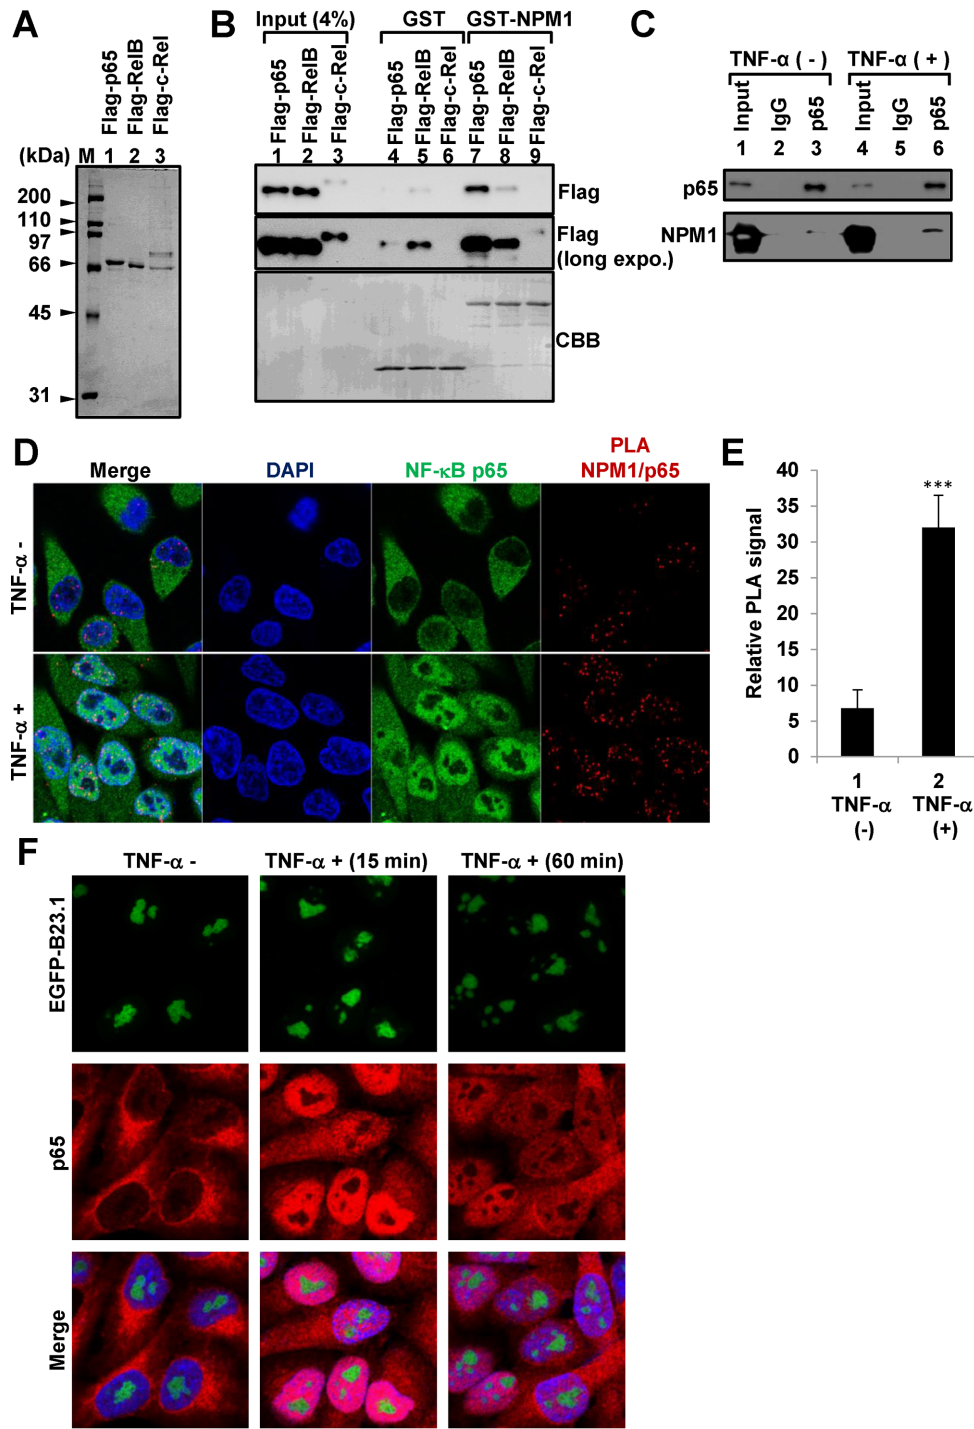 A
Flag-p65
Flag-RelB
Flag-c-Rel
(kDa) M 1 2 3
200
110
97
66
45
31
B
Input (4%) GST GST-NPM1
Flag-p65
Flag-RelB
Flag-c-Rel
Flag-p65
Flag-RelB
Flag-c-Rel
Flag-p65
Flag-RelB
Flag-c-Rel
1 2 3 4 5 6 7 8 9
Flag
Flag
(long expo.)
CBB
C
TNF-α ( - ) TNF-α ( + )
Input
IgG
p65
Input
IgG
p65
1 2 3 4 5 6
p65
NPM1
D
Merge DAPI NF-κB p65 PLA
NPM1/p65
TNF-α -
TNF-α +
E
Relative PLA signal
40
35
30
25
20
15
10
5
0
***
1 2
TNF-α TNF-α
(-) (+)
F
TNF-α - TNF-α + (15 min) TNF-α + (60 min)
EGFP-B23.1
p65
Merge